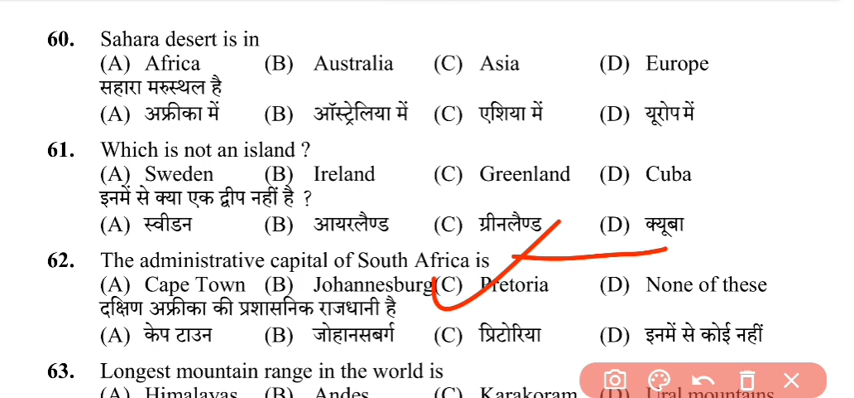 60. Sahara desert is in
(A) Africa (B) Australia (C) Asia (D) Europe
सहारा मरुस्थल है
(A) अफ्रीका में (B) ऑस्ट्रेलिया में (C) एशिया में (D) यूरोप में
61. Which is not an island ?
(A) Sweden (B) Ireland (C) Greenland (D) Cuba
इनमें से क्या एक द्वीप नहीं है ?
(A) स्वीडन (B) आयरलैण्ड (C) ग्रीनलैण्ड (D) क्यूबा
62. The administrative capital of South Africa is
(A) Cape Town (B) Johannesburg (C) Pretoria (D) None of these
दक्षिण अफ्रीका की प्रशासनिक राजधानी है
(A) केप टाउन (B) जोहानसबर्ग (C) प्रिटोरिया (D) इनमें से कोई नहीं
63. Longest mountain range in the world is
(A) Himalayas (B) Andes (C) Karakoram (D) Ural mountains